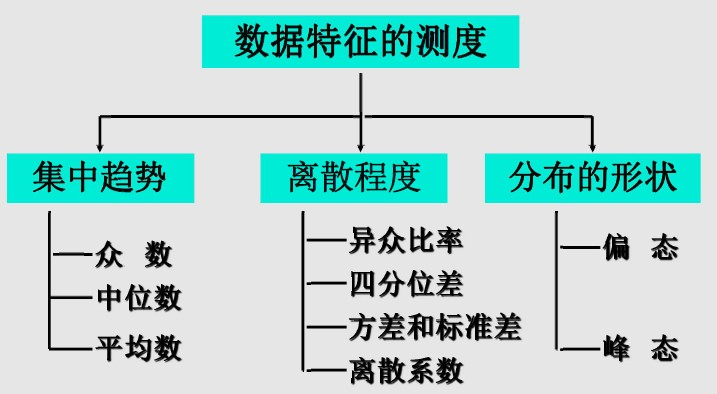 数据特征的测度
集中趋势
众 数
中位数
平均数
离散程度
异众比率
四分位差
方差和标准差
离散系数
分布的形状
偏 态
峰 态